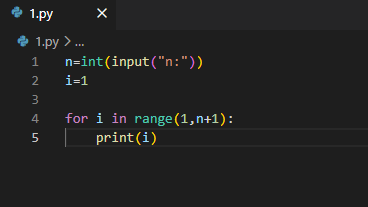 1.py ×
1.py > ...
1 n=int(input("n:"))
2 i=1
3
4 for i in range(1,n+1):
5     print(i)